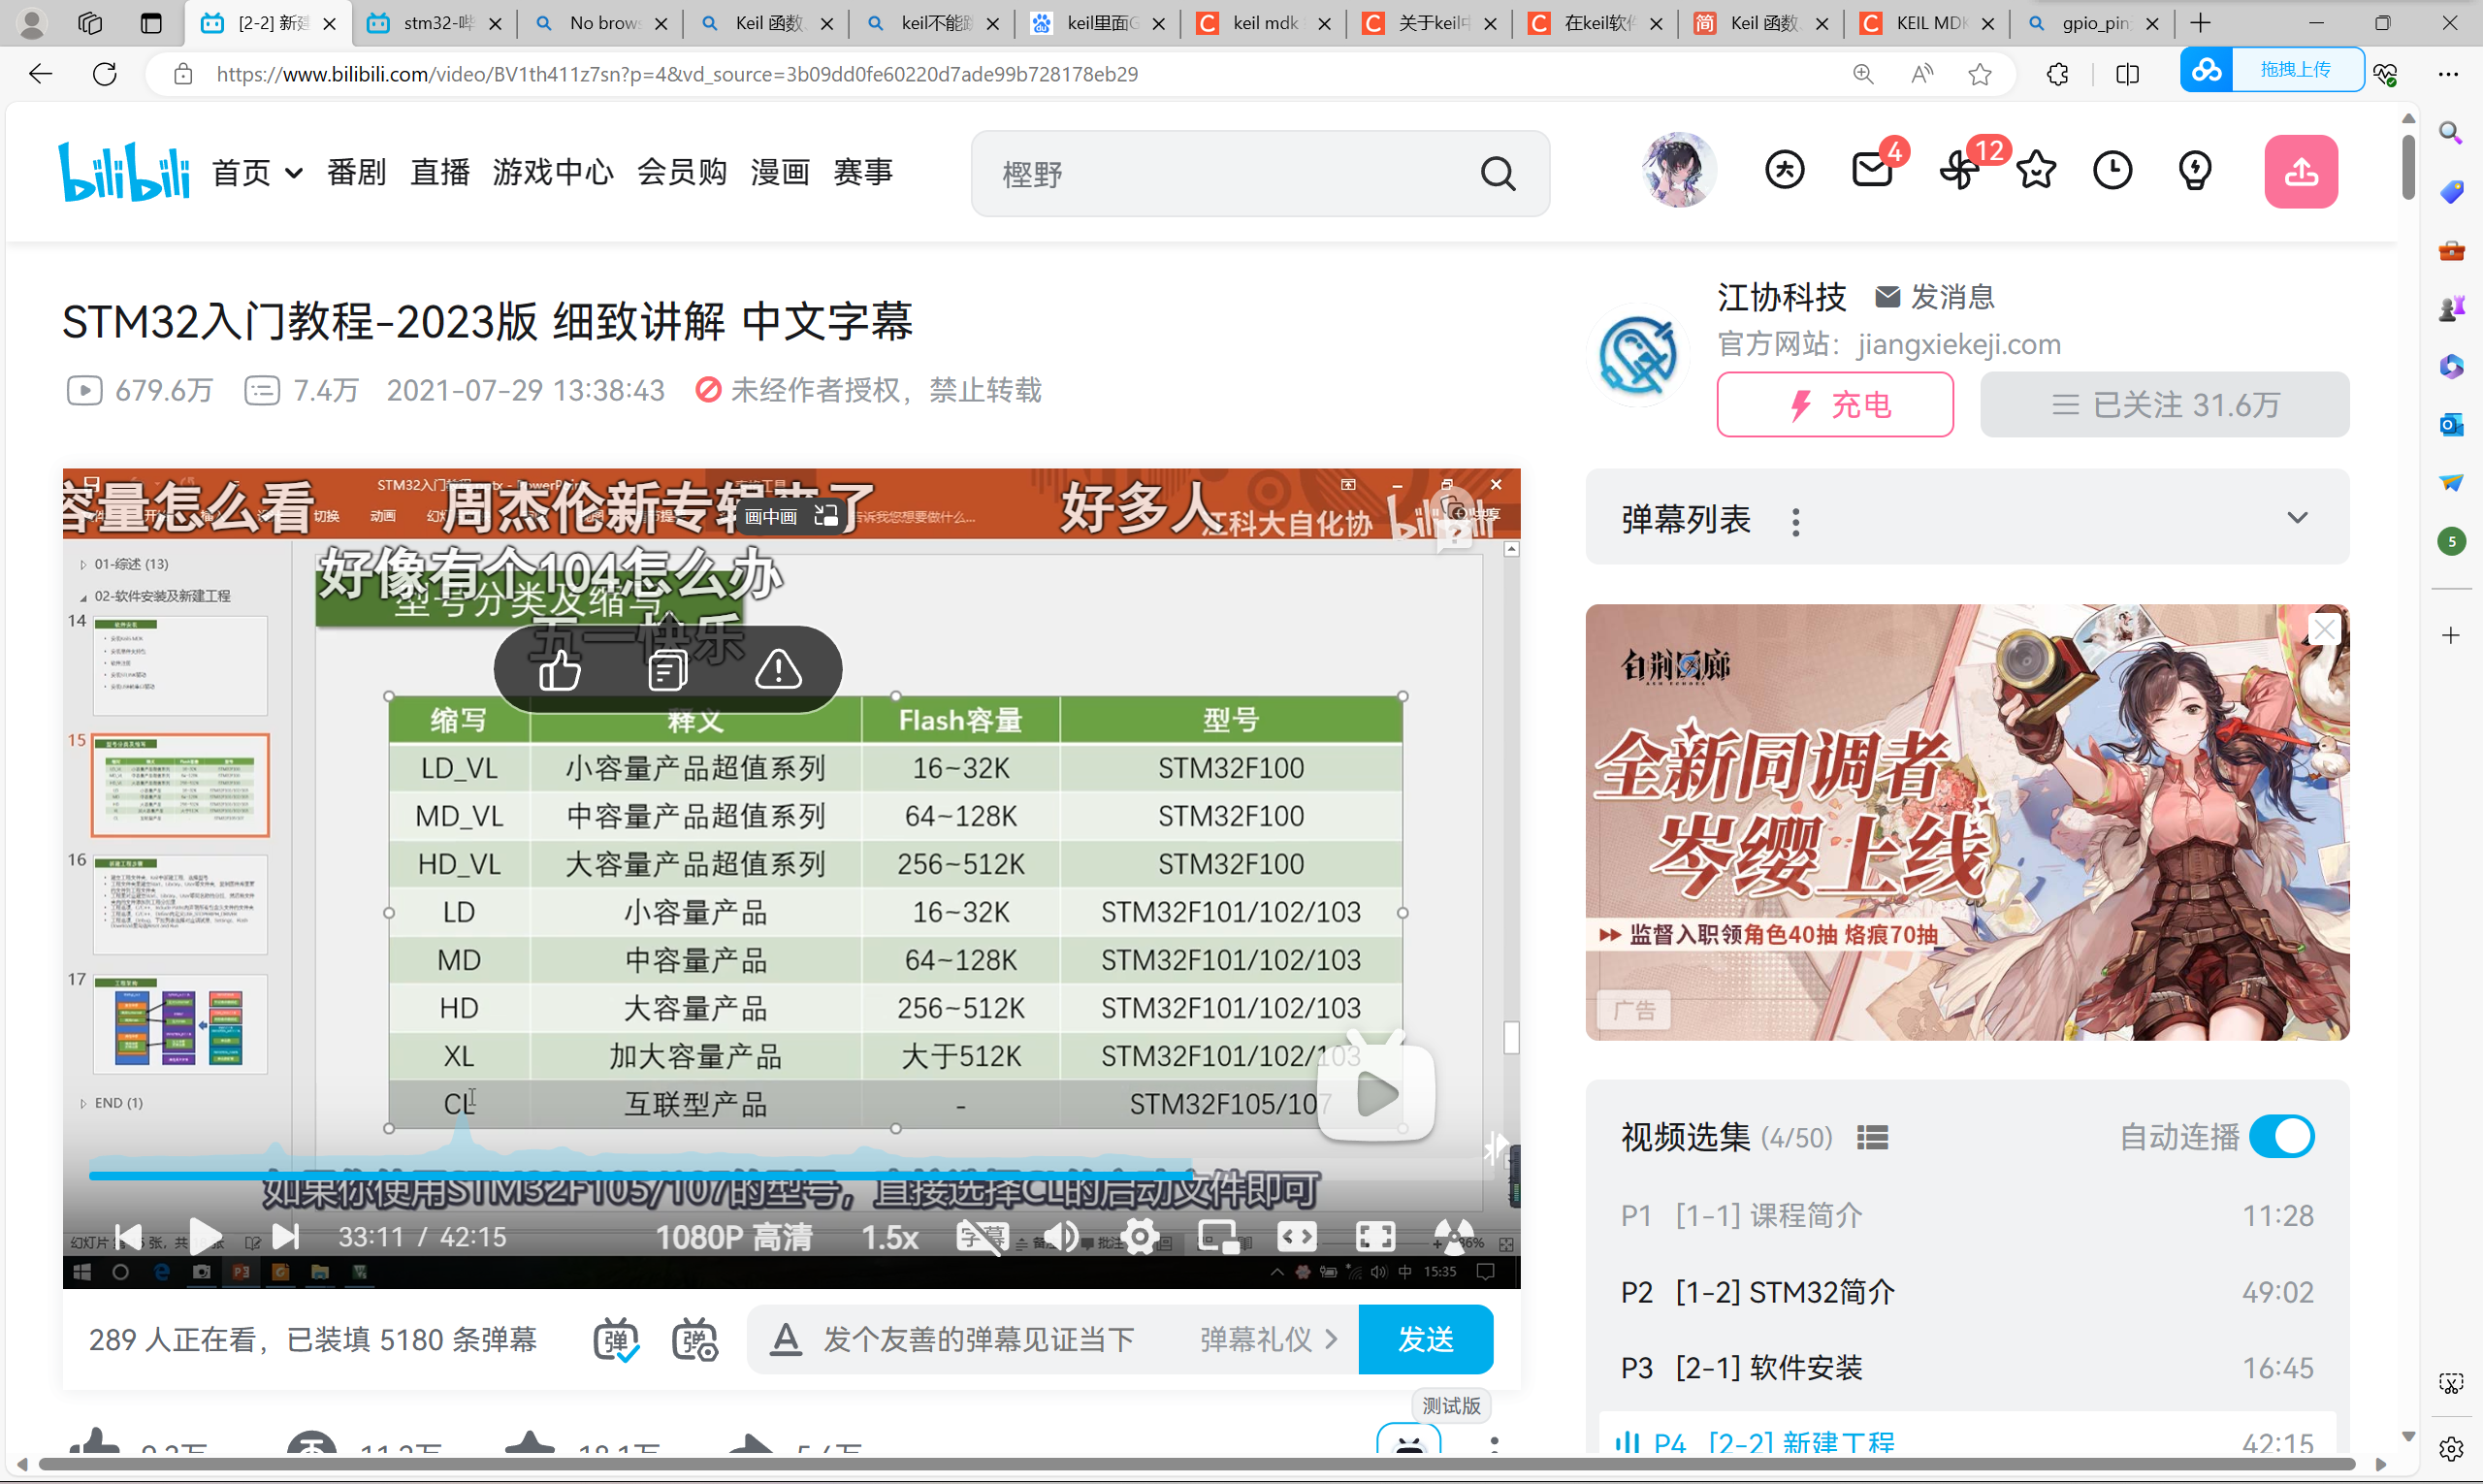 [2-2] 新建
stm32-哔
No brows
Keil 函数
keil不能跳
keil里面G
keil mdk
关于keil中
在keil软件
Keil 函数
KEIL MDK
gpio_pin
https://www.bilibili.com/video/BV1th411z7sn?p=4&vd_source=3b09dd0fe60220d7ade99b728178eb29
拖拽上传
bilibili
首页
番剧
直播
游戏中心
会员购
漫画
赛事
樫野
4
12
STM32入门教程-2023版 细致讲解 中文字幕
679.6万
7.4万
2021-07-29 13:38:43
未经作者授权，禁止转载
江协科技
发消息
官方网站：jiangxiekeji.com
充电
已关注 31.6万
5
容量怎么看
周杰伦新专辑来了
好多人
切换
动画
画中画
告诉我您想要做什么...
江科大自化协
好像有个104怎么办
型号分类及缩写
五一快乐
01-综述 (13)
02-软件安装及新建工程
14
15
16
17
END (1)
缩写 释义 Flash容量 型号
LD_VL 小容量产品超值系列 16~32K STM32F100
MD_VL 中容量产品超值系列 64~128K STM32F100
HD_VL 大容量产品超值系列 256~512K STM32F100
LD 小容量产品 16~32K STM32F101/102/103
MD 中容量产品 64~128K STM32F101/102/103
HD 大容量产品 256~512K STM32F101/102/103
XL 加大容量产品 大于512K STM32F101/102/103
CL 互联型产品 - STM32F105/107
如果你使用STM32F105/107的型号，直接选择CL的启动文件即可
33:11 / 42:15
1080P 高清
1.5x
字幕
批注
86%
中
15:35
289 人正在看，已装填 5180 条弹幕
发个友善的弹幕见证当下
弹幕礼仪
发送
测试版
弹幕列表
白荆回廊
全新同调者
岑缨上线
监督入职领角色40抽 烙痕70抽
广告
视频选集 (4/50)
自动连播
P1 [1-1] 课程简介 11:28
P2 [1-2] STM32简介 49:02
P3 [2-1] 软件安装 16:45
P4 [2-2] 新建工程 42:15